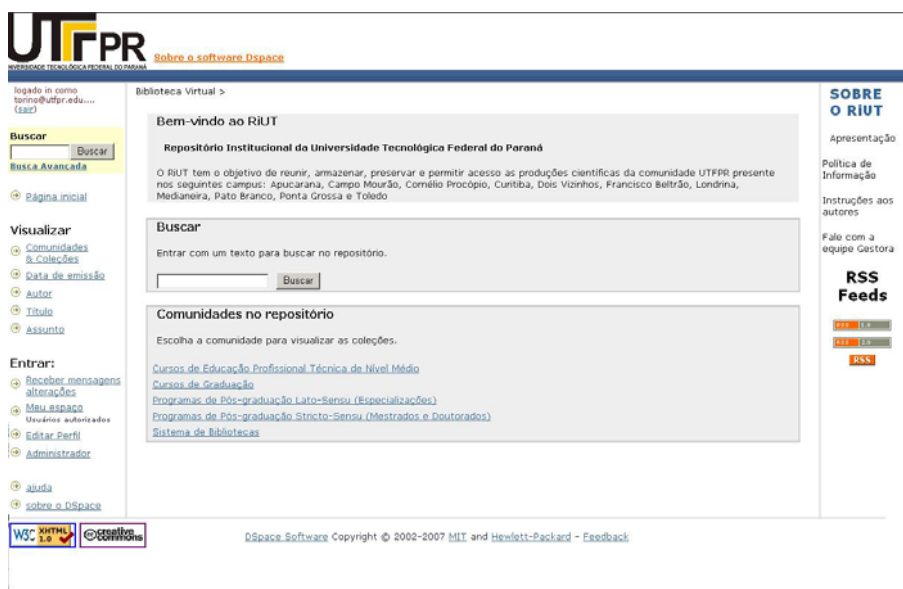 UTFPR
UNIVERSIDADE TECNOLÓGICA FEDERAL DO PARANÁ
Sobre o software Dspace
logado in como
torino@utfpr.edu....
(sair)
Buscar
Buscar
Busca Avançada
Página inicial
Visualizar
Comunidades
& Coleções
Data de emissão
Autor
Título
Assunto
Entrar:
Receber mensagens
alterações
Meu espaço
Usuários autorizados
Editar Perfil
Administrador
ajuda
sobre o DSpace
Biblioteca Virtual >
Bem-vindo ao RiUT
Repositório Institucional da Universidade Tecnológica Federal do Paraná
O RiUT tem o objetivo de reunir, armazenar, preservar e permitir acesso as produções científicas da comunidade UTFPR presente
nos seguintes campus: Apucarana, Campo Mourão, Cornélio Procópio, Curitiba, Dois Vizinhos, Francisco Beltrão, Londrina,
Medianeira, Pato Branco, Ponta Grossa e Toledo
Buscar
Entrar com um texto para buscar no repositório.
Buscar
Comunidades no repositório
Escolha a comunidade para visualizar as coleções.
Cursos de Educação Profissional Técnica de Nível Médio
Cursos de Graduação
Programas de Pós-graduação Lato-Sensu (Especializações)
Programas de Pós-graduação Stricto-Sensu (Mestrados e Doutorados)
Sistema de Bibliotecas
SOBRE
O RiUT
Apresentação
Política de
Informação
Instruções aos
autores
Fale com a
equipe Gestora
RSS
Feeds
RSS 1.0
RSS 2.0
RSS
W3C XHTML 1.0
creative commons
DSpace Software Copyright © 2002-2007 MIT and Hewlett-Packard - Feedback